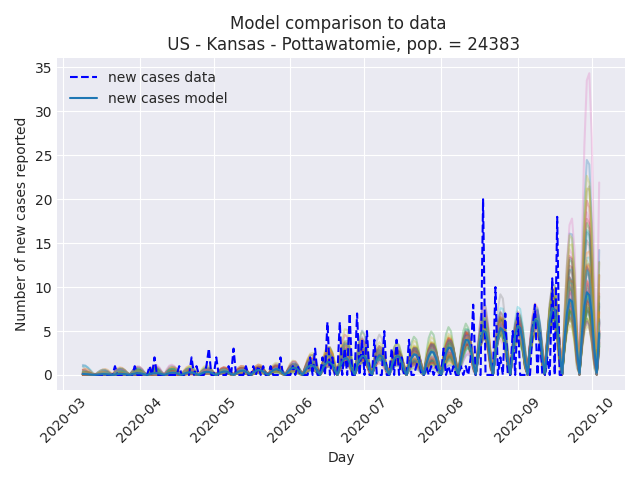 Model comparison to data
US - Kansas - Pottawatomie, pop. = 24383
Number of new cases reported
35
30
25
20
15
10
5
0
new cases data
new cases model
2020-03
2020-04
2020-05
2020-06
2020-07
2020-08
2020-09
2020-10
Day